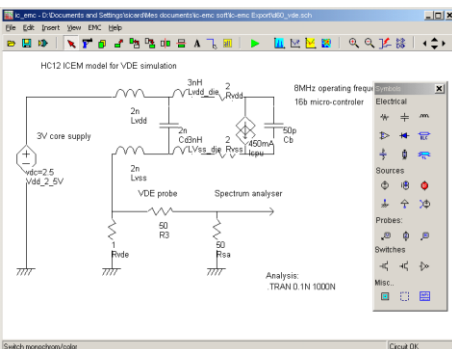 ic_emc - D:\Documents and Settings\sicard\Mes documents\ic-emc soft\ic-emc Export\d60_vde.sch
File Edit Insert View EMC Help
HC12 ICEM model for VDE simulation
3nH
LVdd_die
2
Rvdd
8MHz operating frequ
16b micro-controler
2n
Lvdd
3V core supply
2n
Cd
3nH
LVss_die
2
Rvss
450mA
Icpu
50p
Cb
vdc=2.5
Vdd_2_5V
2n
Lvss
VDE probe
Spectrum analyser
1
Rvde
50
R3
50
Rsa
Analysis:
.TRAN 0.1N 1000N
Symbols
Electrical
Sources
Probes:
Switches
Misc..
Switch monochrom/color
Circuit OK